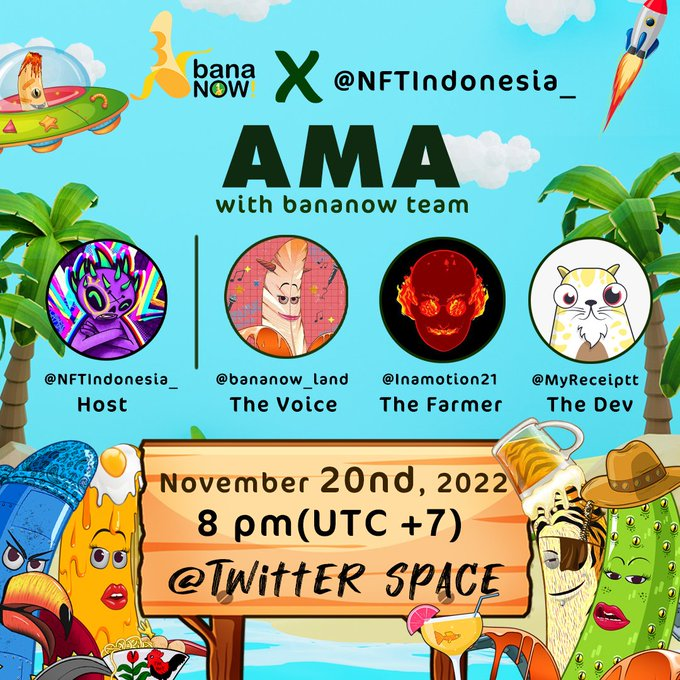 bana
NOW!
X @NFTIndonesia_
AMA
with bananow team
@NFTIndonesia_
Host
@bananow_land
The Voice
@Inamotion21
The Farmer
@MyReceiptt
The Dev
November 20nd, 2022
8 pm(UTC +7)
@TWittER SPACE